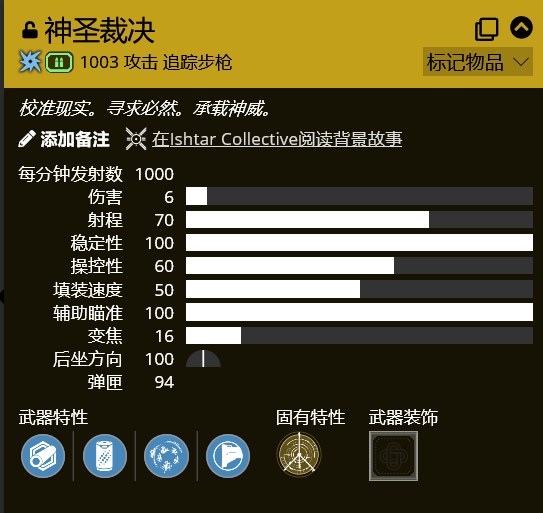 神圣裁决
1003 攻击 追踪步枪
标记物品
校准现实。寻求必然。承载神威。
添加备注 在Ishtar Collective阅读背景故事
每分钟发射数 1000
伤害 6
射程 70
稳定性 100
操控性 60
填装速度 50
辅助瞄准 100
变焦 16
后坐方向 100
弹匣 94
武器特性 固有特性 武器装饰